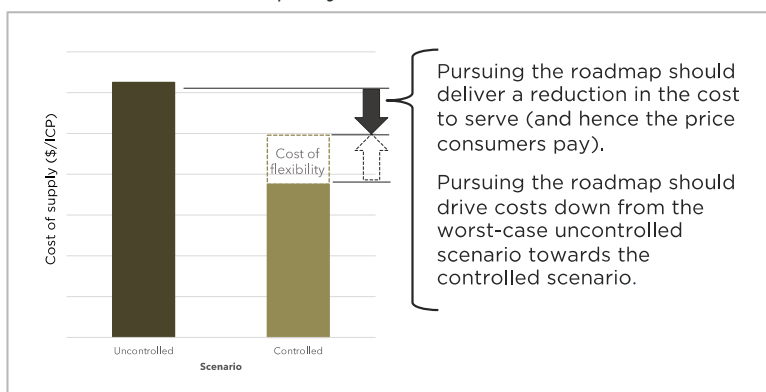 Cost of supply ($/ICP)
Cost of
flexibility
Uncontrolled
Controlled
Scenario
Pursuing the roadmap should
deliver a reduction in the cost
to serve (and hence the price
consumers pay).
Pursuing the roadmap should
drive costs down from the
worst-case uncontrolled
scenario towards the
controlled scenario.